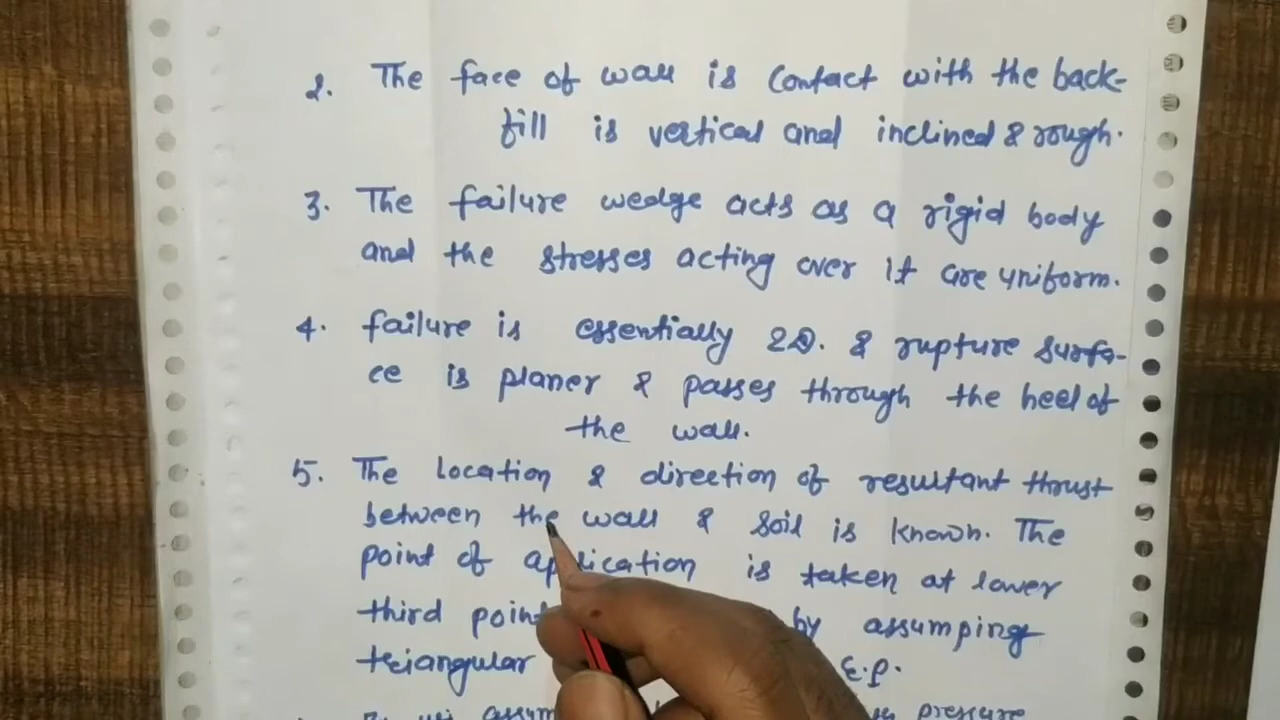 2. The face of wall is Contact with the back-
fill is vertical and inclined & rough.
3. The failure wedge acts as a rigid body
and the stresses acting over it are uniform.
4. failure is essentially 2D. & rupture surfa-
ce is planer & passes through the heel of
the wall.
5. The location & direction of resultant thrust
between the wall & soil is known. The
point of application is taken at lower
third point by assumping
triangular E.P.
pressure